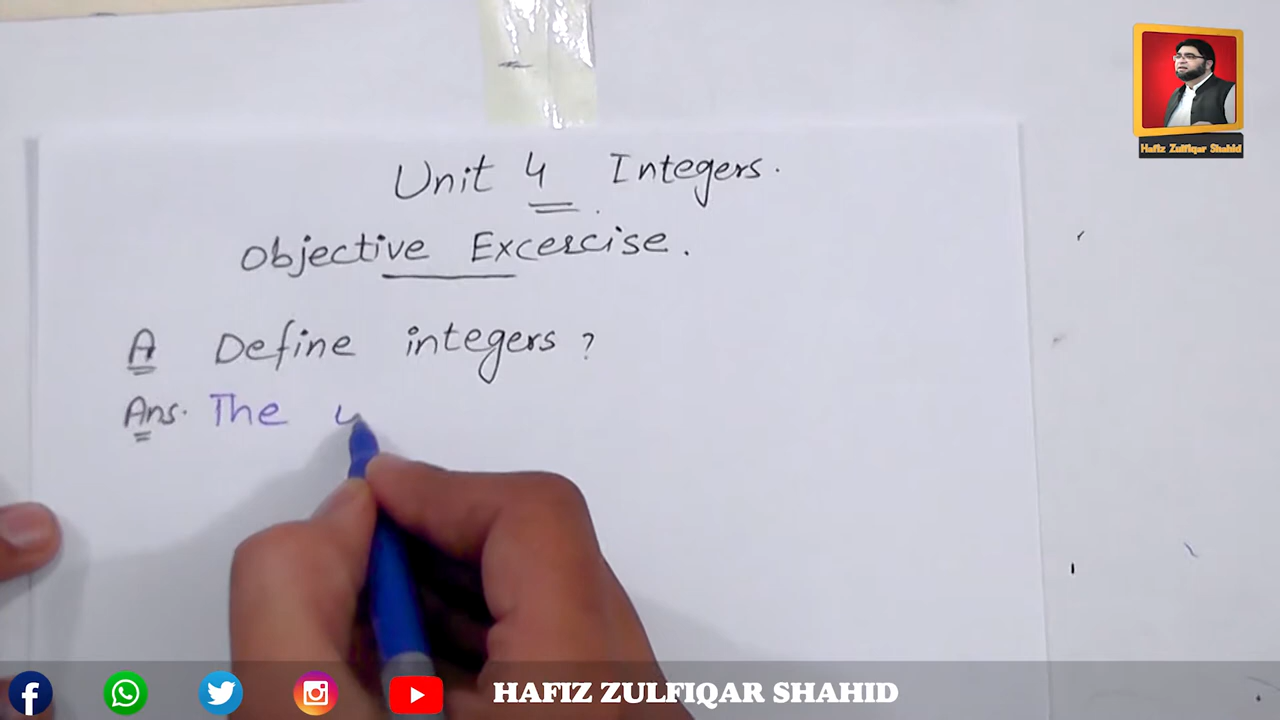 Unit 4 Integers.
Objective Excercise.
A Define integers?
Ans. The
Hafiz Zulfiqar Shahid
HAFIZ ZULFIQAR SHAHID